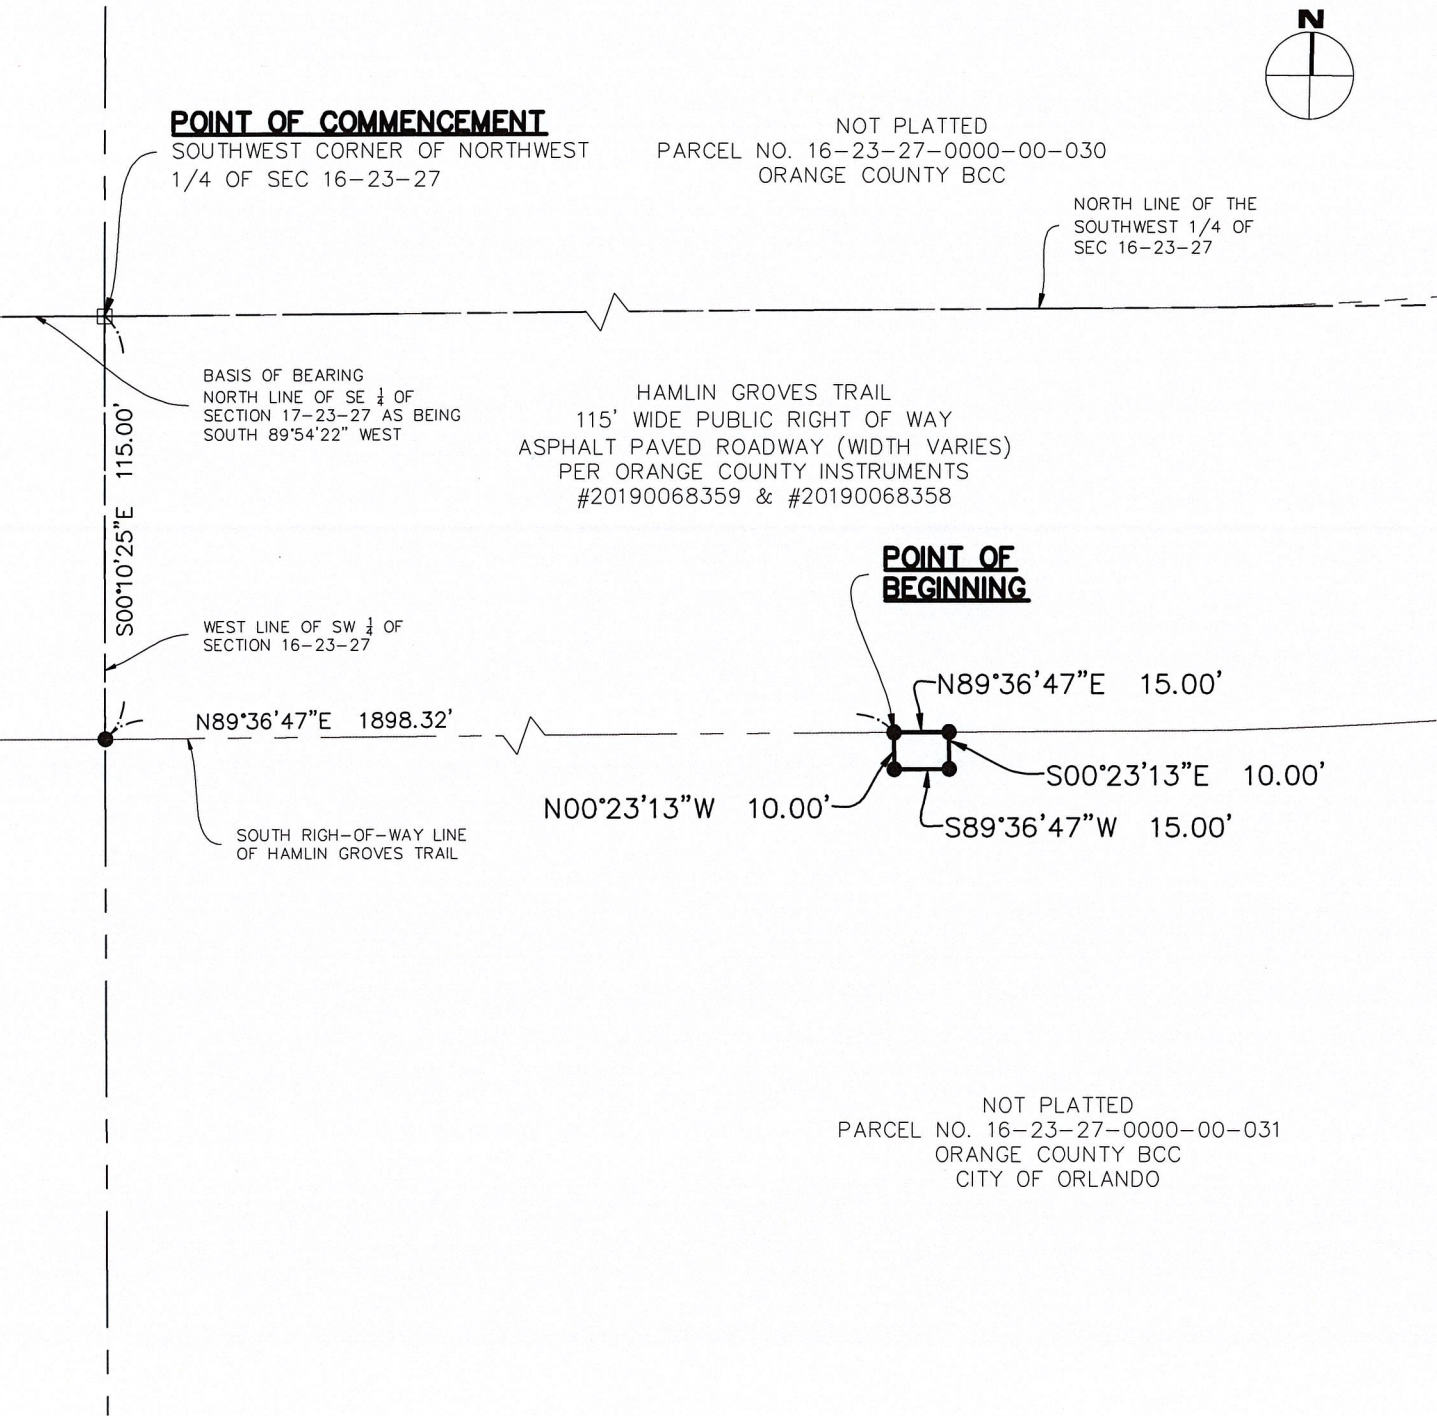 N
POINT OF COMMENCEMENT
SOUTHWEST CORNER OF NORTHWEST
1/4 OF SEC 16-23-27
NOT PLATTED
PARCEL NO. 16-23-27-0000-00-030
ORANGE COUNTY BCC
NORTH LINE OF THE
SOUTHWEST 1/4 OF
SEC 16-23-27
BASIS OF BEARING
NORTH LINE OF SE ¼ OF
SECTION 17-23-27 AS BEING
SOUTH 89°54'22" WEST
S00°10'25"E 115.00'
HAMLIN GROVES TRAIL
115' WIDE PUBLIC RIGHT OF WAY
ASPHALT PAVED ROADWAY (WIDTH VARIES)
PER ORANGE COUNTY INSTRUMENTS
#20190068359 & #20190068358
POINT OF
BEGINNING
WEST LINE OF SW ¼ OF
SECTION 16-23-27
N89°36'47"E 15.00'
N89°36'47"E 1898.32'
S00°23'13"E 10.00'
N00°23'13"W 10.00'
S89°36'47"W 15.00'
SOUTH RIGH-OF-WAY LINE
OF HAMLIN GROVES TRAIL
NOT PLATTED
PARCEL NO. 16-23-27-0000-00-031
ORANGE COUNTY BCC
CITY OF ORLANDO